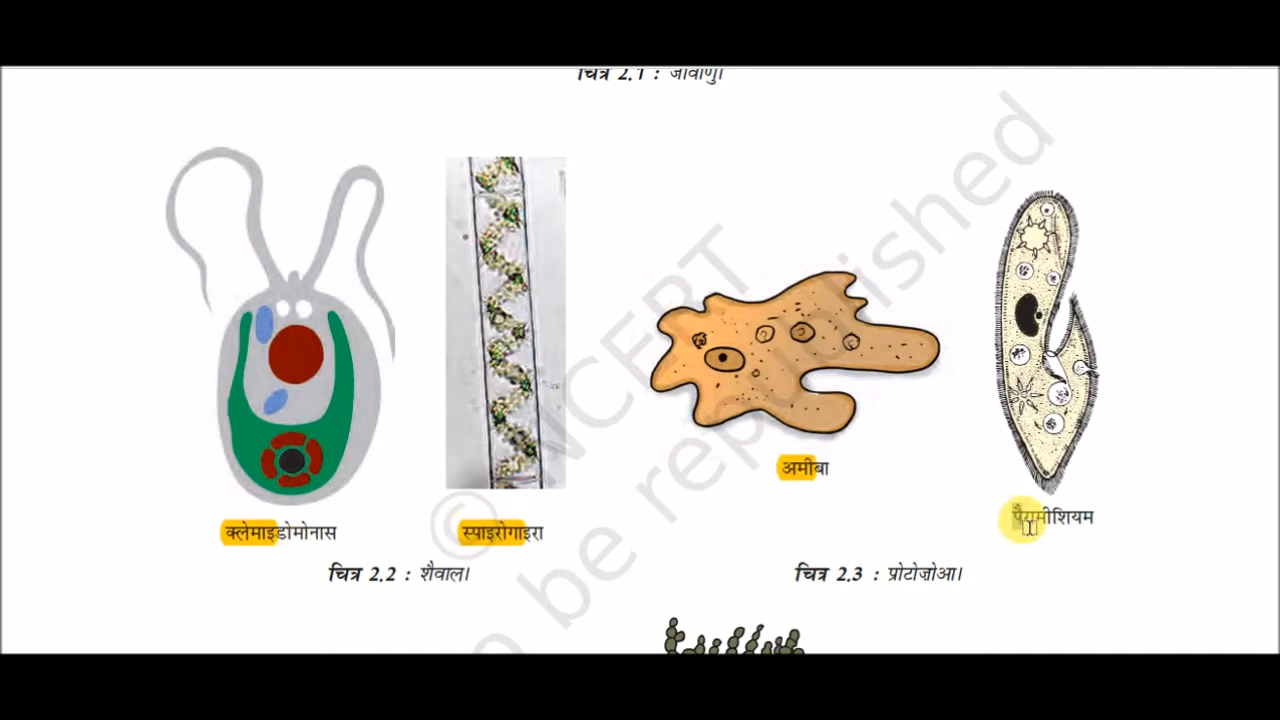 चित्र 2.1 : जीवाणु।
क्लेमाइडोमोनास
स्पाइरोगाइरा
चित्र 2.2 : शैवाल।
अमीबा
पैरामीशियम
चित्र 2.3 : प्रोटोज़ोआ।
© NCERT
o be republished